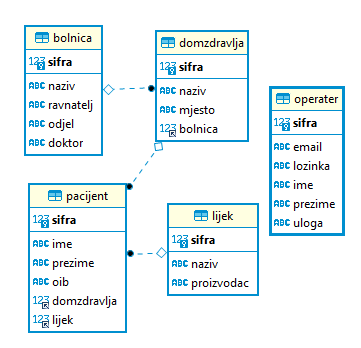 bolnica
123 sifra
ABC naziv
ABC ravnatelj
ABC odjel
ABC doktor
domzdravlja
123 sifra
ABC naziv
ABC mjesto
123 bolnica
operater
123 sifra
ABC email
ABC lozinka
ABC ime
ABC prezime
ABC uloga
pacijent
123 sifra
ABC ime
ABC prezime
ABC oib
123 domzdravlja
123 lijek
lijek
123 sifra
ABC naziv
ABC proizvodac